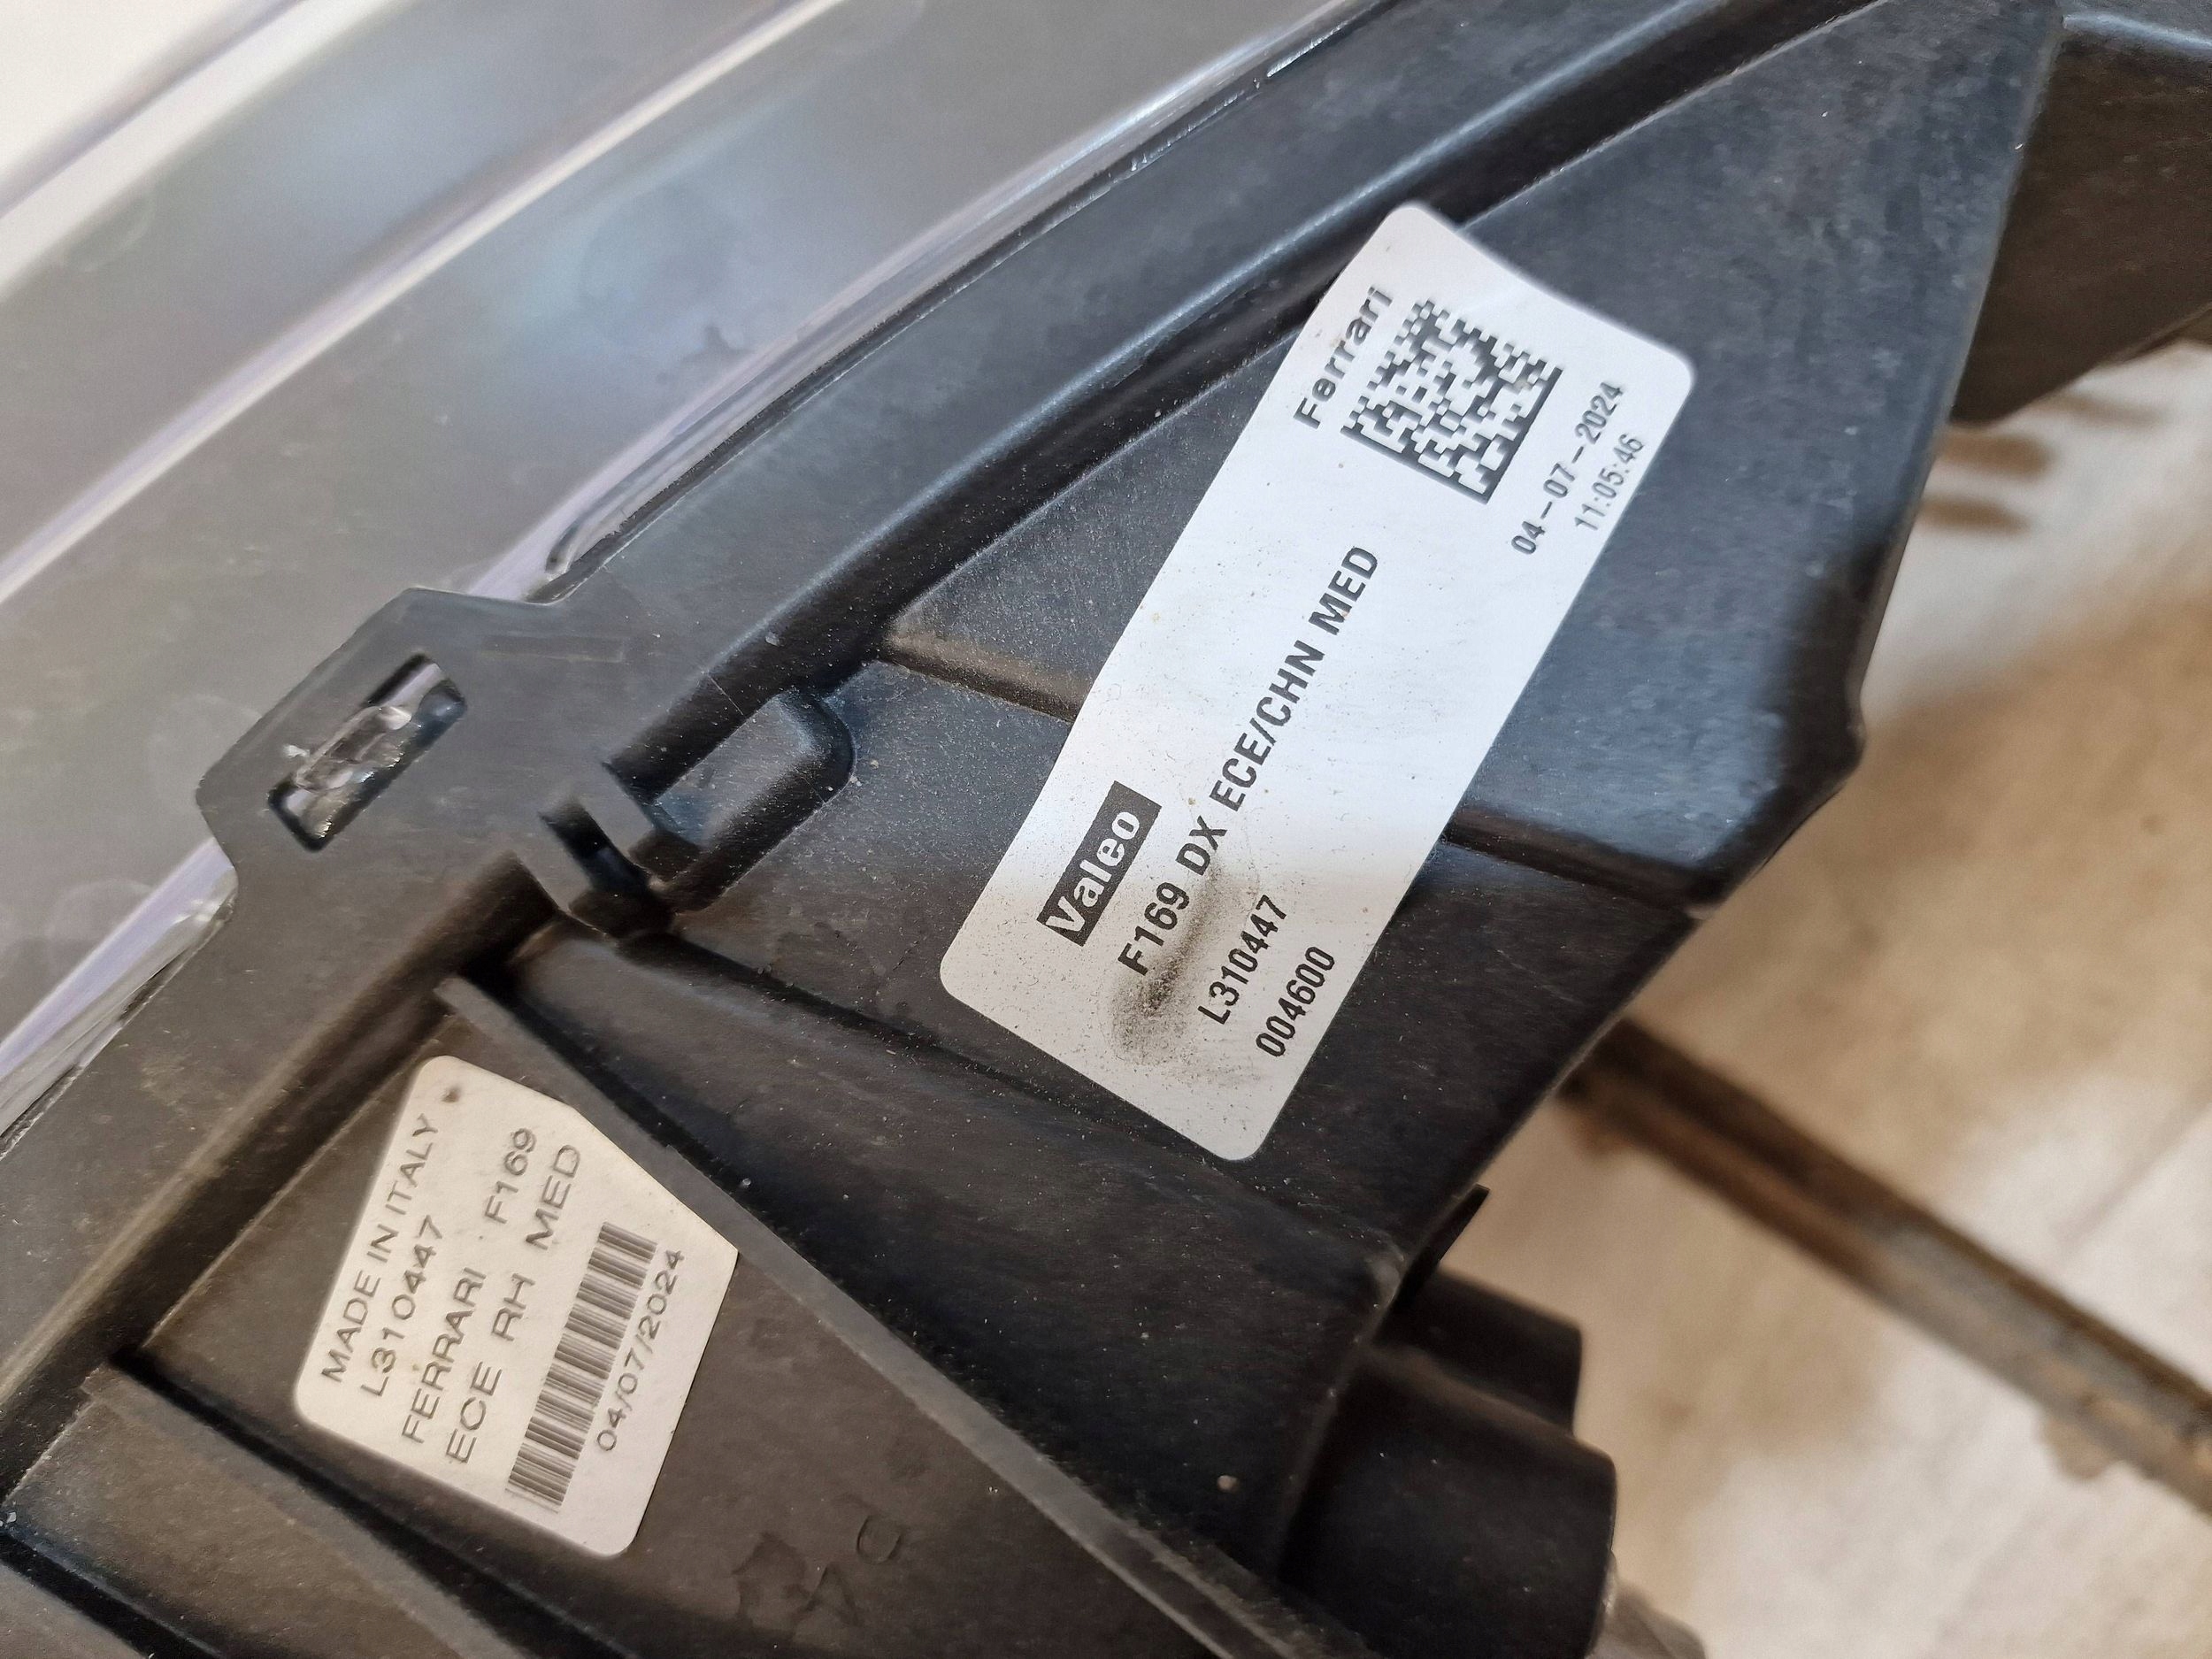 Ferrari
04-07-2024
11:05:46
Valeo
F169 DX ECE/CHN MED
L310447
004600
MADE IN ITALY
L310447
FERRARI F169
ECE RH MED
04/07/2024